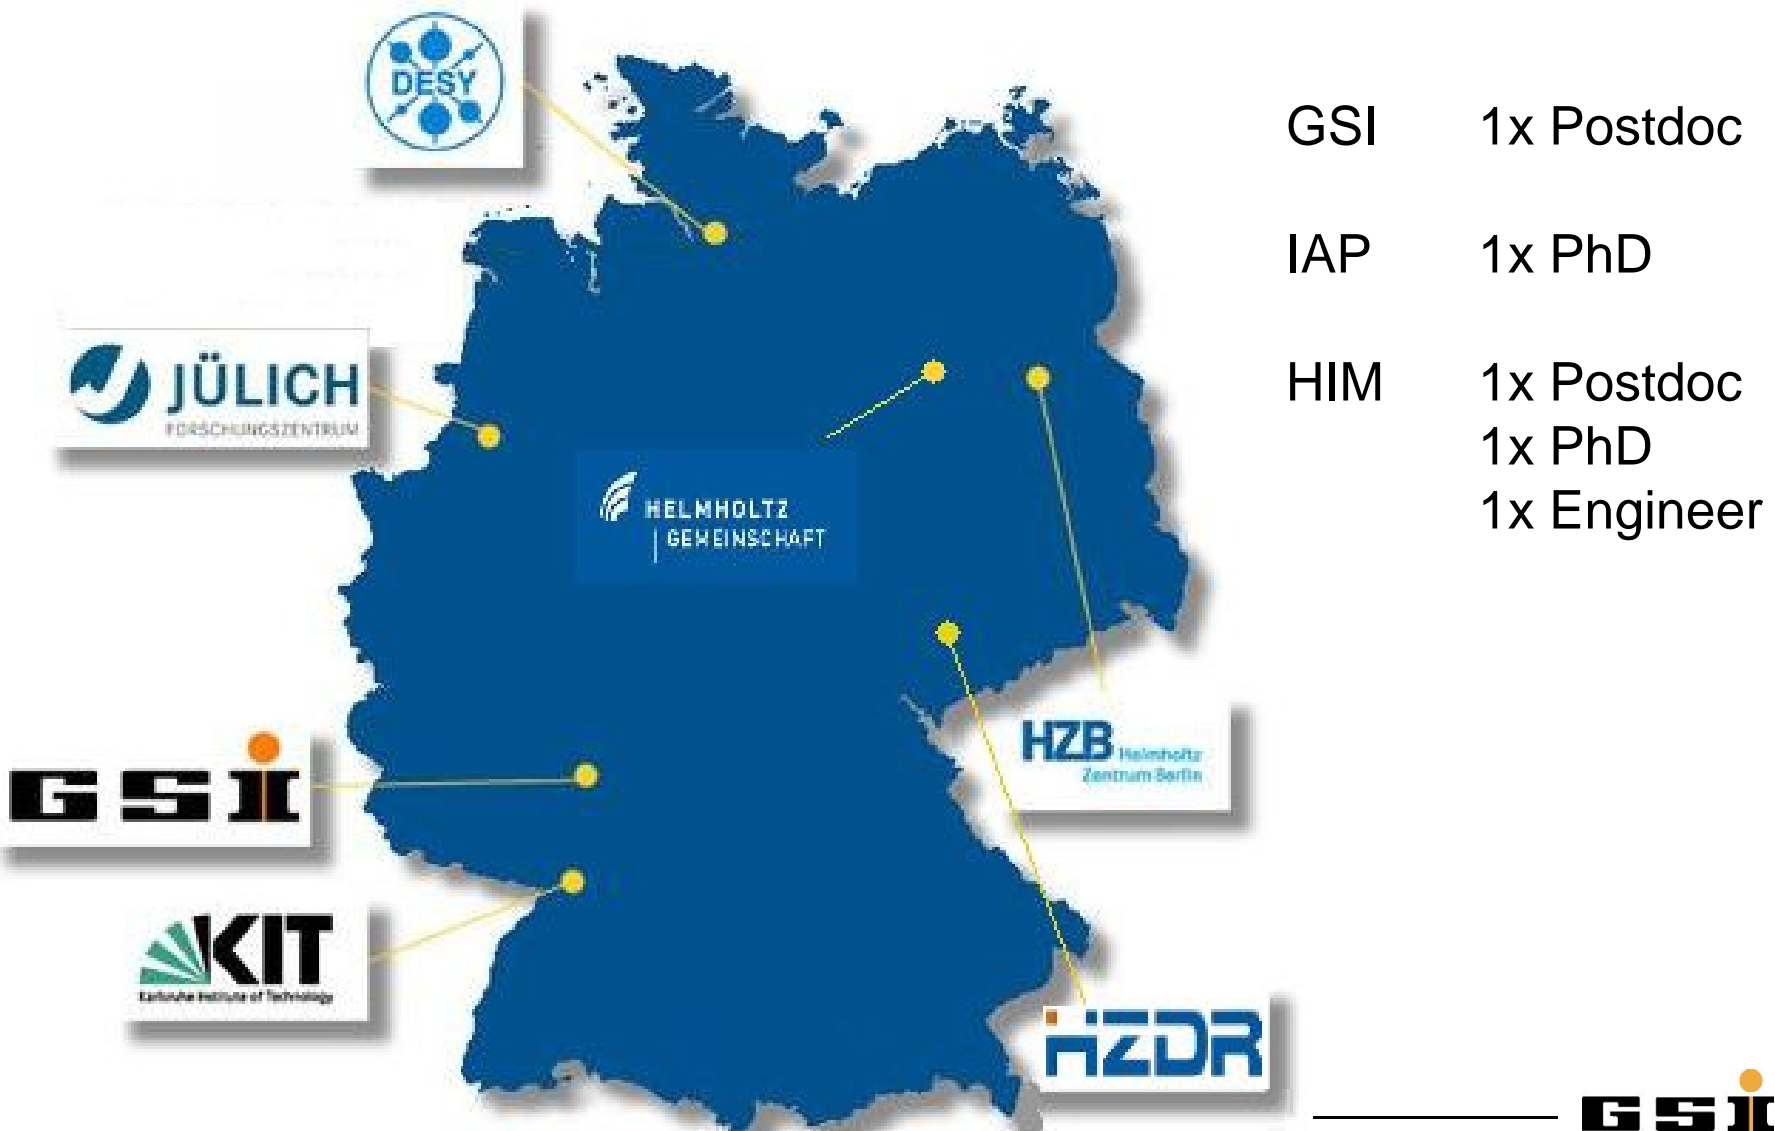 DESY
JÜLICH
FORSCHUNGSZENTRUM
HELMHOLTZ
GEMEINSCHAFT
GSI
KIT
Karlsruhe Institute of Technology
HZB Helmholtz
Zentrum Berlin
HZDR
GSI 1x Postdoc
IAP 1x PhD
HIM 1x Postdoc
1x PhD
1x Engineer
GSI